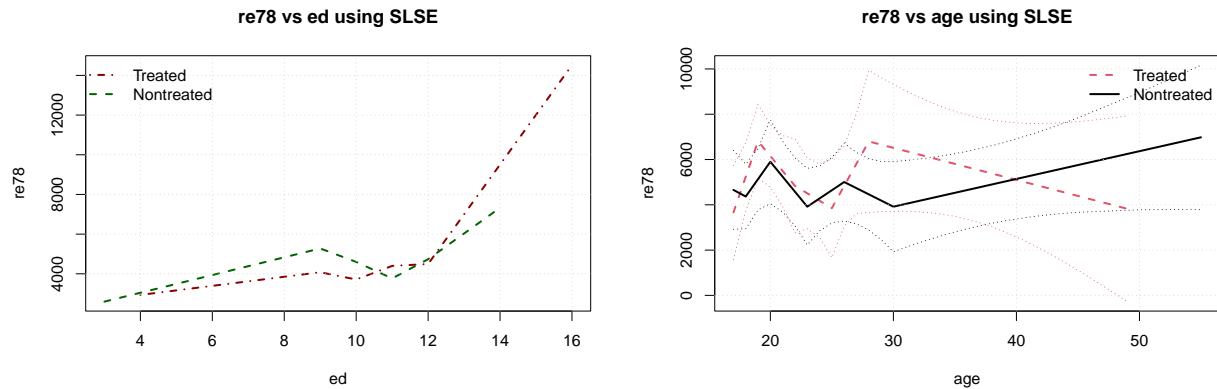 re78 vs ed using SLSE
Treated
Nontreated
re78
4000
8000
12000
4 6 8 10 12 14 16
ed
re78 vs age using SLSE
Treated
Nontreated
re78
0
2000
4000
6000
10000
20 30 40 50
age